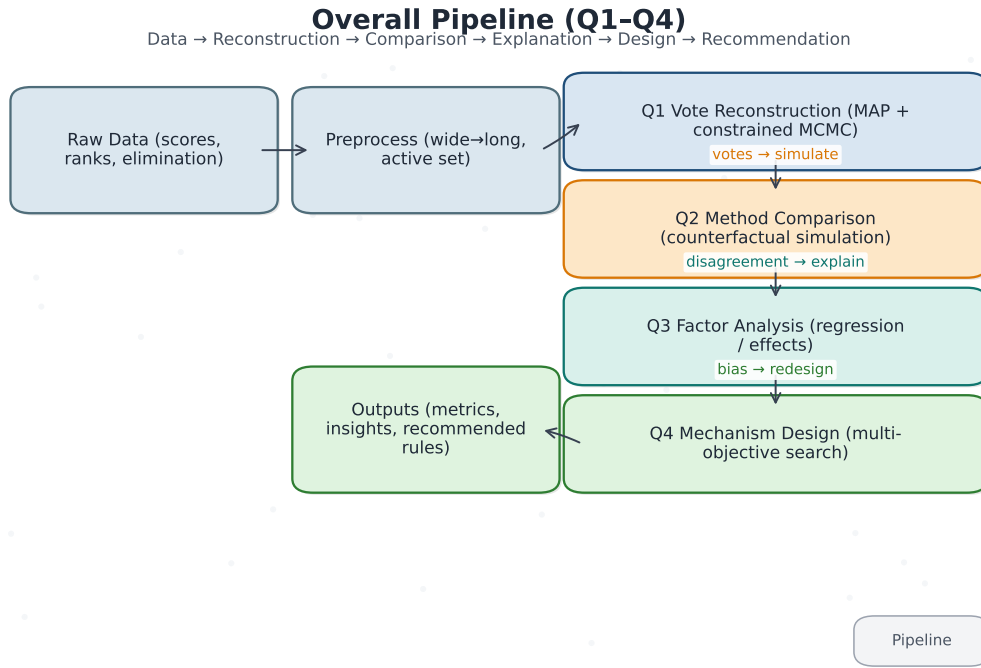 Overall Pipeline (Q1–Q4)
Data → Reconstruction → Comparison → Explanation → Design → Recommendation
Raw Data (scores,
ranks, elimination)
Preprocess (wide→long,
active set)
Q1 Vote Reconstruction (MAP +
constrained MCMC)
votes → simulate
Q2 Method Comparison
(counterfactual simulation)
disagreement → explain
Q3 Factor Analysis (regression
/ effects)
bias → redesign
Q4 Mechanism Design (multi-
objective search)
Outputs (metrics,
insights, recommended
rules)
Pipeline